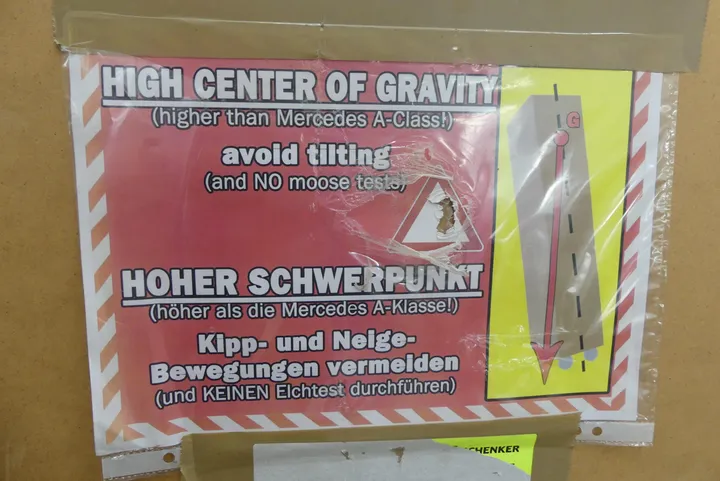 HIGH CENTER OF GRAVITY
(higher than Mercedes A-Class!)
avoid tilting
(and NO moose tests)
G
HOHER SCHWERPUNKT
(höher als die Mercedes A-Klasse!)
Kipp- und Neige-
Bewegungen vermeiden
(und KEINEN Elchtest durchführen)